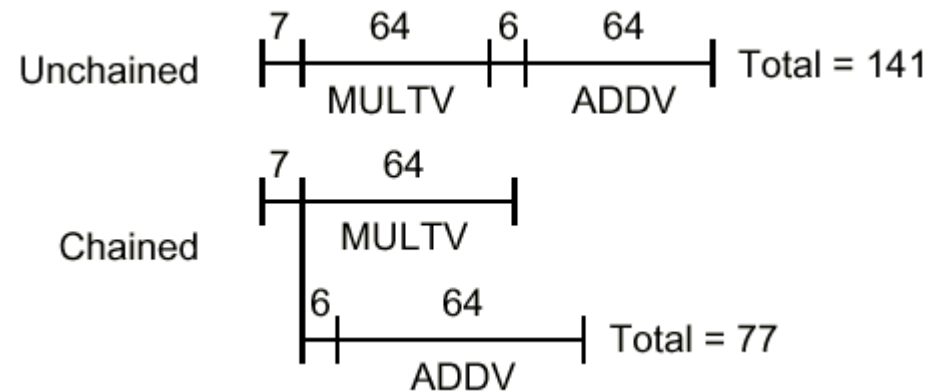 7 64 6 64
Unchained Total = 141
MULTV ADDV
7 64
MULTV
Chained
6 64
Total = 77
ADDV